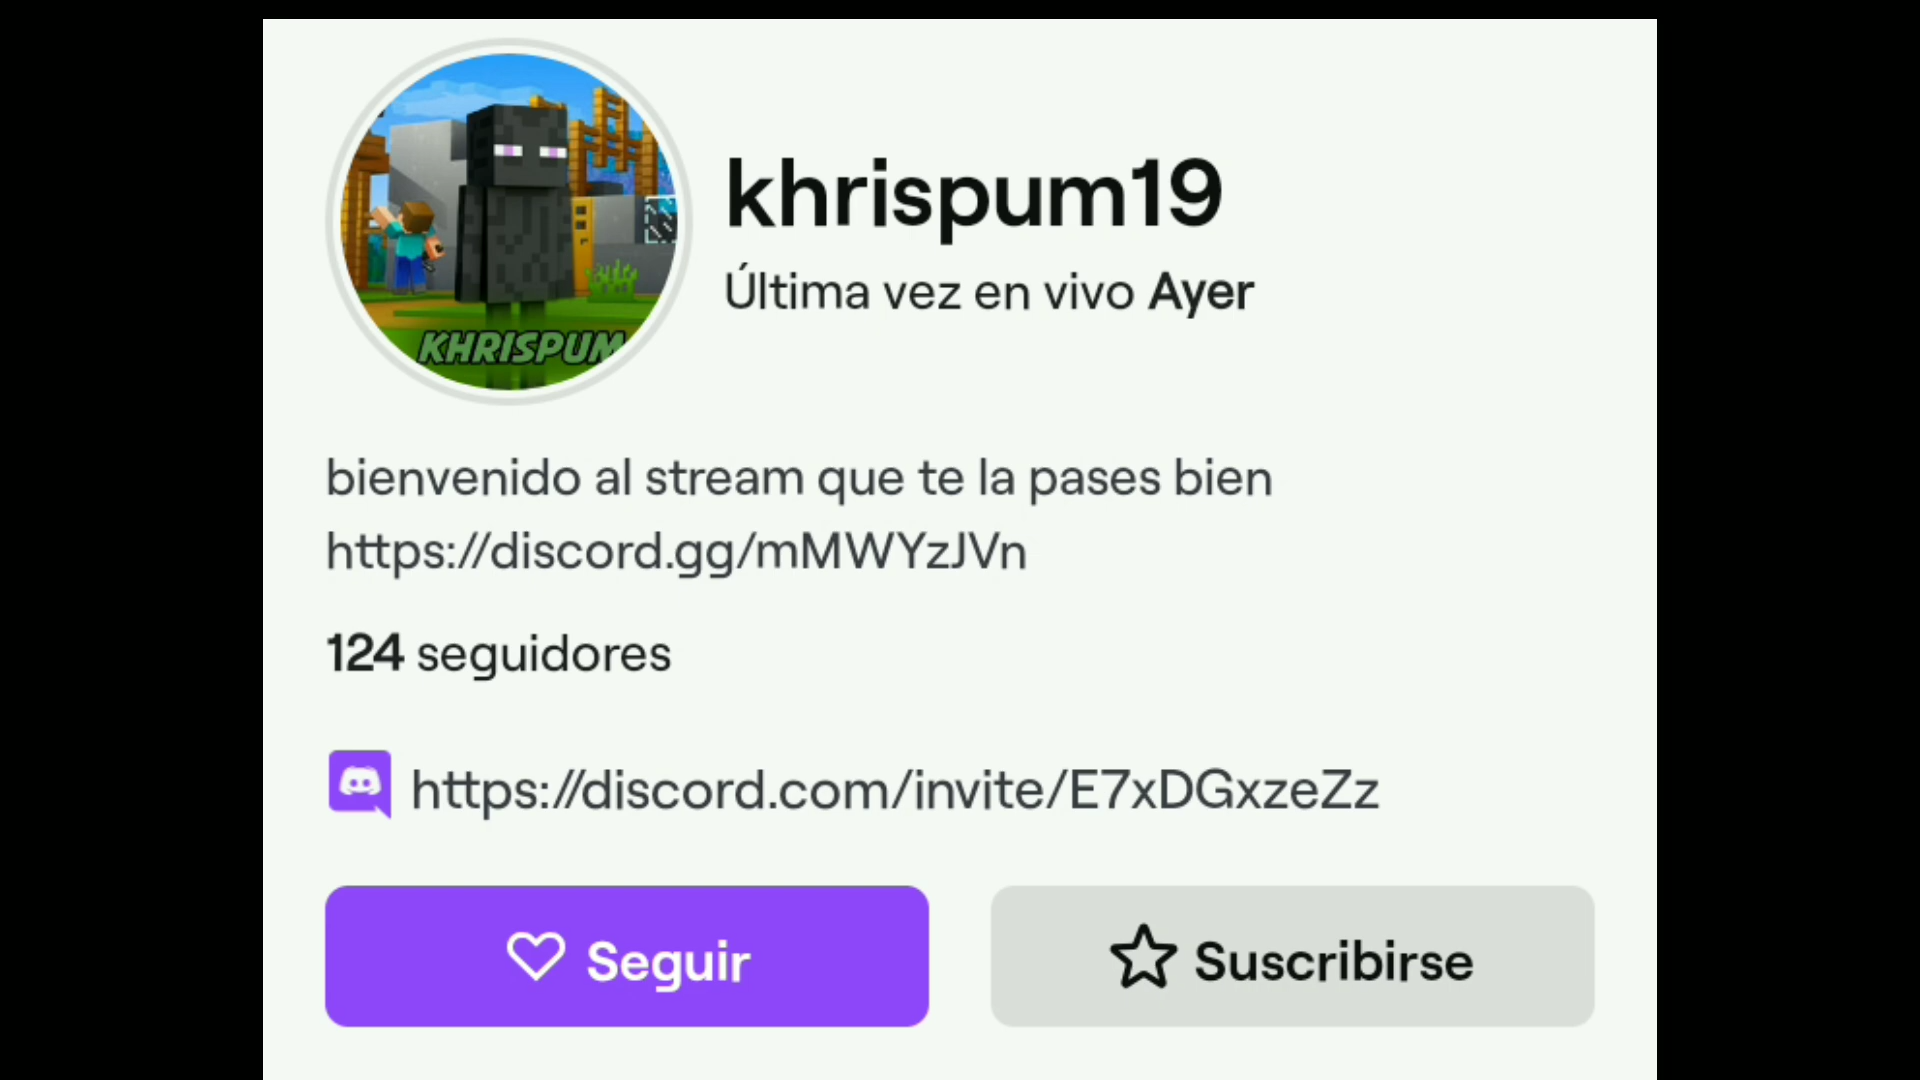 KHRISPUM
khrispum19
Última vez en vivo Ayer
bienvenido al stream que te la pases bien
https://discord.gg/mMWYzJVn
124 seguidores
https://discord.com/invite/E7xDGxzeZz
Seguir
Suscribirse